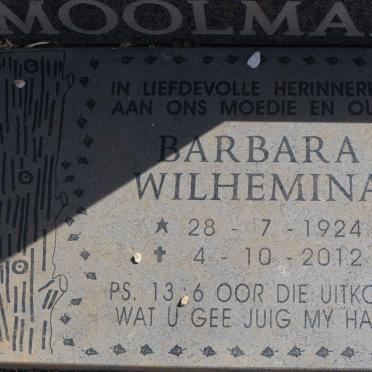 MOOLMA
IN LIEFDEVOLLE HERINNERI
AAN ONS MOEDIE EN OU
BARBARA
WILHEMINA
★ 28 - 7 - 1924
✝ 4 - 10 - 2012
PS. 13:6 OOR DIE UITKO
WAT U GEE JUIG MY HA